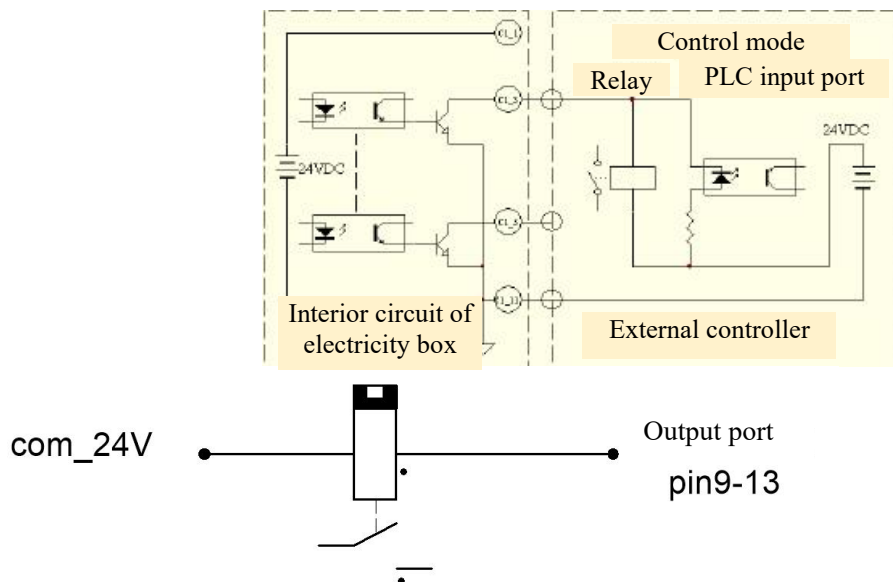 Control mode
Relay
PLC input port
24VDC
24VDC
Interior circuit of
electricity box
External controller
com_24V
Output port
pin9-13